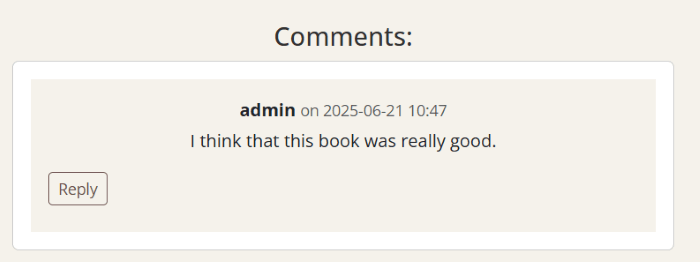 Comments:
admin on 2025-06-21 10:47
I think that this book was really good.
Reply